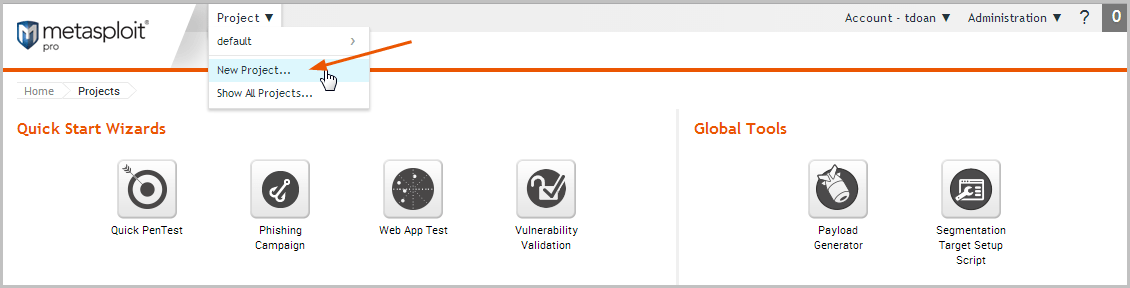 metasploit®
pro
Project ▼
Account - tdoan ▼
Administration ▼
?
0
default
New Project...
Show All Projects...
Home
Projects
Quick Start Wizards
Global Tools
Quick PenTest
Phishing
Campaign
Web App Test
Vulnerability
Validation
Payload
Generator
Segmentation
Target Setup
Script